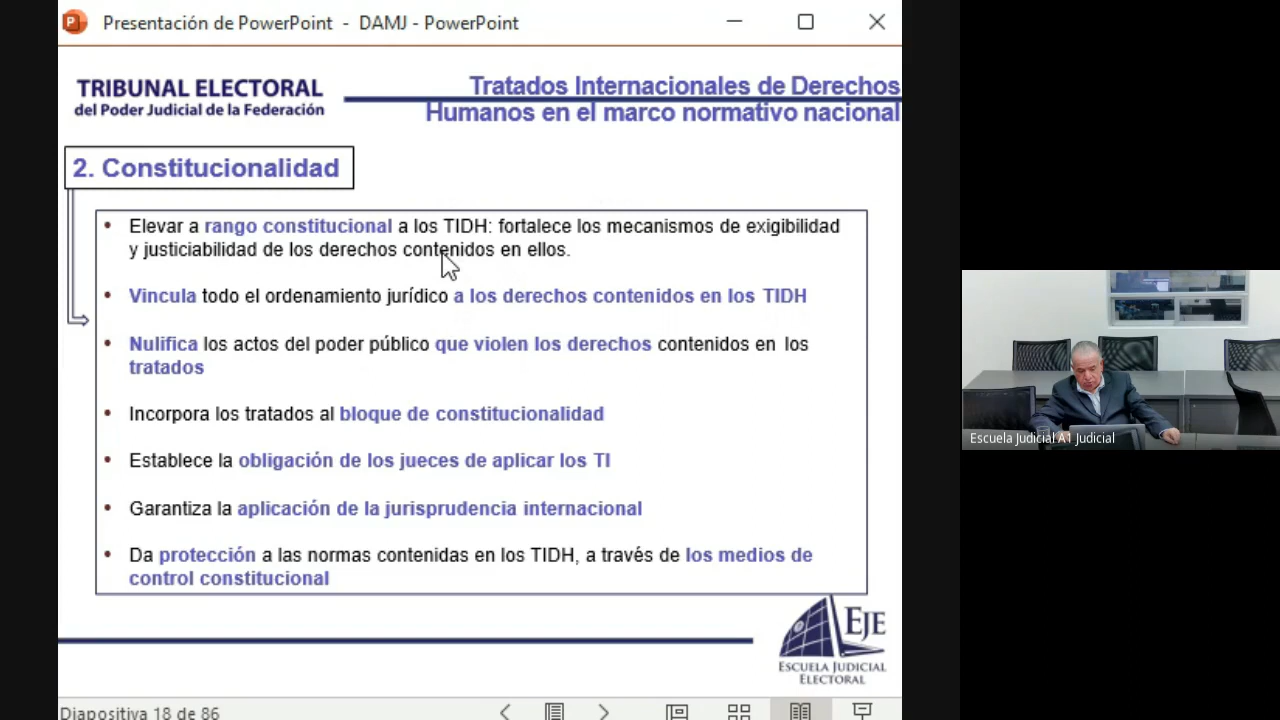 Presentación de PowerPoint - DAMJ - PowerPoint
TRIBUNAL ELECTORAL
del Poder Judicial de la Federación
Tratados Internacionales de Derechos
Humanos en el marco normativo nacional
2. Constitucionalidad
• Elevar a rango constitucional a los TIDH: fortalece los mecanismos de exigibilidad
y justiciabilidad de los derechos contenidos en ellos.
• Vincula todo el ordenamiento jurídico a los derechos contenidos en los TIDH
• Nulifica los actos del poder público que violen los derechos contenidos en los
tratados
• Incorpora los tratados al bloque de constitucionalidad
• Establece la obligación de los jueces de aplicar los TI
• Garantiza la aplicación de la jurisprudencia internacional
• Da protección a las normas contenidas en los TIDH, a través de los medios de
control constitucional
EJE
ESCUELA JUDICIAL
ELECTORAL
Diapositiva 18 de 86
Escuela Judicial A1 Judicial